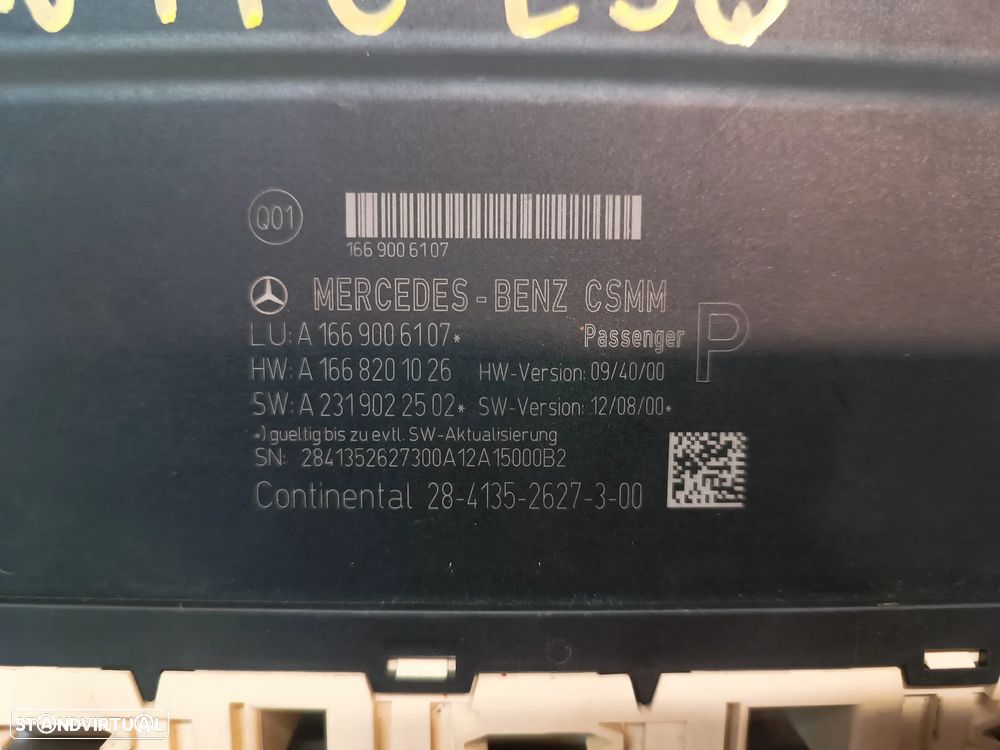 Q01
166 900 6107
MERCEDES-BENZ CSMM
LU: A 166 900 6107*
Passenger P
HW: A 166 820 10 26 HW-Version: 09/40/00
SW: A 231 902 25 02* SW-Version: 12/08/00*
*) gueltig bis zu evtl. SW-Aktualisierung
SN: 2841352627300A12A15000B2
Continental 28-4135-2627-3-00
STANDVIRTUAL